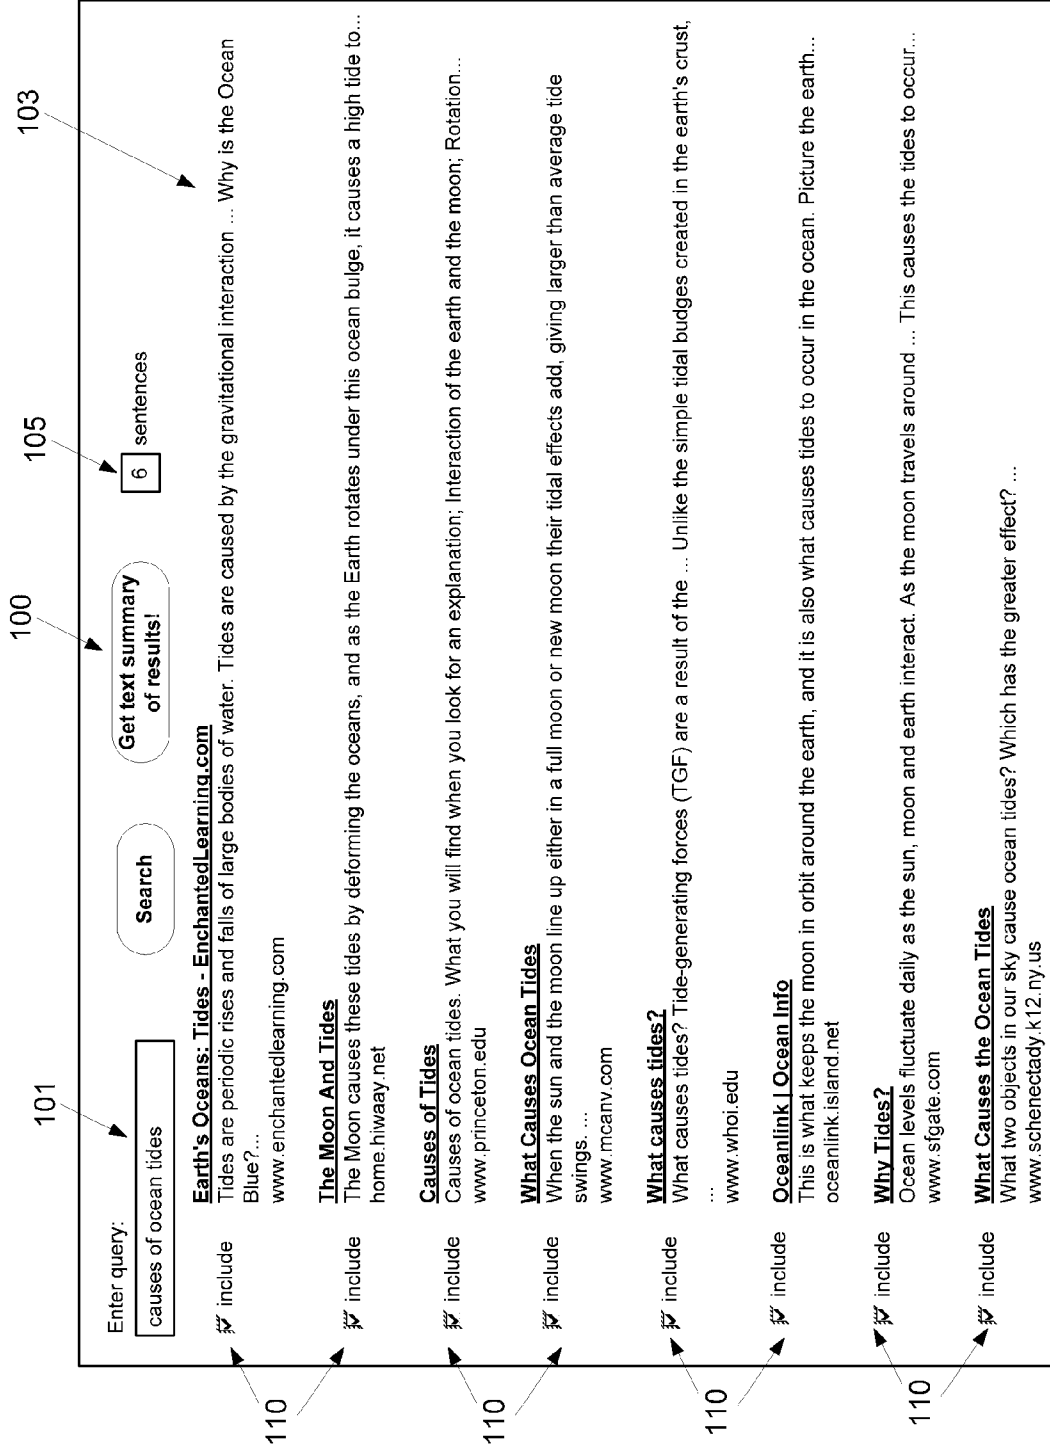 101
100
105
103
Enter query:
causes of ocean tides
Search
Get text summary
of results!
6 sentences
110
include
Earth's Oceans: Tides - EnchantedLearning.com
Tides are periodic rises and falls of large bodies of water. Tides are caused by the gravitational interaction ... Why is the Ocean
Blue?...
www.enchantedlearning.com
include
The Moon And Tides
The Moon causes these tides by deforming the oceans, and as the Earth rotates under this ocean bulge, it causes a high tide to...
home.hiwaay.net
110
include
Causes of Tides
Causes of ocean tides. What you will find when you look for an explanation; Interaction of the earth and the moon; Rotation...
www.princeton.edu
include
What Causes Ocean Tides
When the sun and the moon line up either in a full moon or new moon their tidal effects add, giving larger than average tide
swings. ...
www.mcanv.com
110
include
What causes tides?
What causes tides? Tide-generating forces (TGF) are a result of the ... Unlike the simple tidal budges created in the earth's crust,
...
www.whoi.edu
include
Oceanlink | Ocean Info
This is what keeps the moon in orbit around the earth, and it is also what causes tides to occur in the ocean. Picture the earth...
oceanlink.island.net
110
include
Why Tides?
Ocean levels fluctuate daily as the sun, moon and earth interact. As the moon travels around ... This causes the tides to occur...
www.sfgate.com
include
What Causes the Ocean Tides
What two objects in our sky cause ocean tides? Which has the greater effect? ...
www.schenectady.k12.ny.us